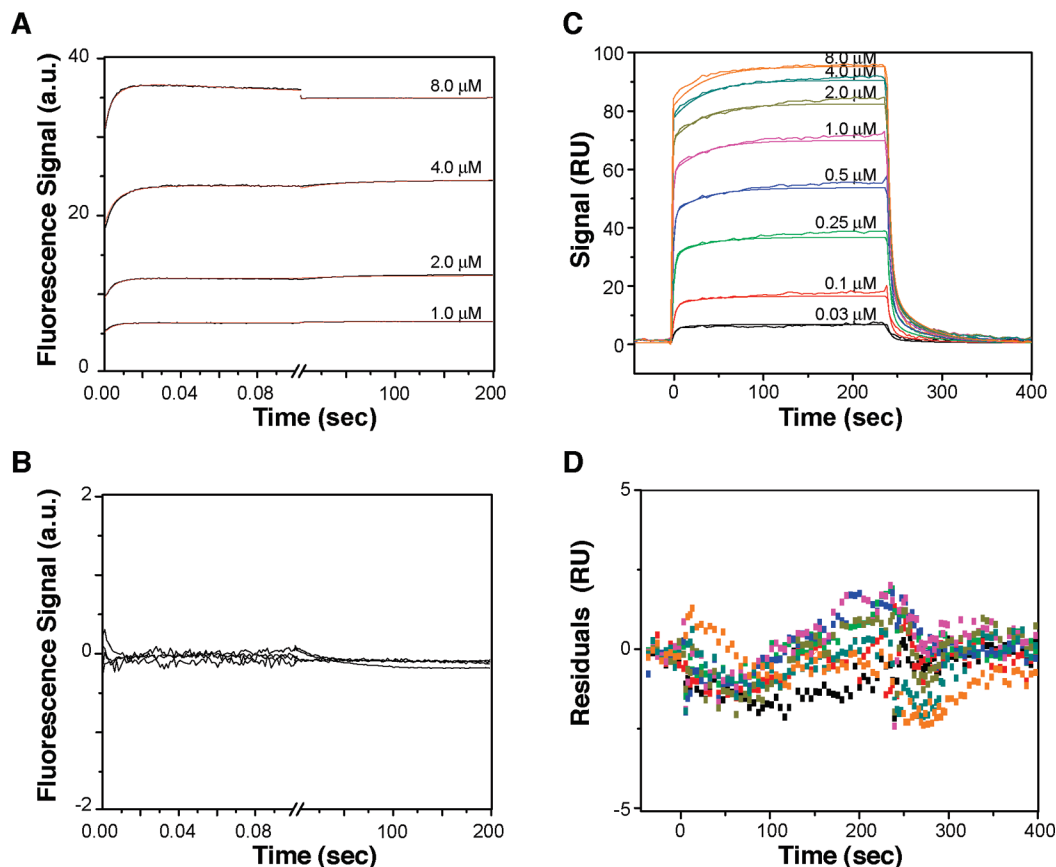 A
Fluorescence Signal (a.u.)
40
20
0
8.0 µM
4.0 µM
2.0 µM
1.0 µM
0.00 0.04 0.08 100 200
Time (sec)
B
Fluorescence Signal (a.u.)
2
1
0
-1
-2
0.00 0.04 0.08 100 200
Time (sec)
C
Signal (RU)
100
80
60
40
20
0
8.0 µM
4.0 µM
2.0 µM
1.0 µM
0.5 µM
0.25 µM
0.1 µM
0.03 µM
0 100 200 300 400
Time (sec)
D
Residuals (RU)
5
0
-5
0 100 200 300 400
Time (sec)